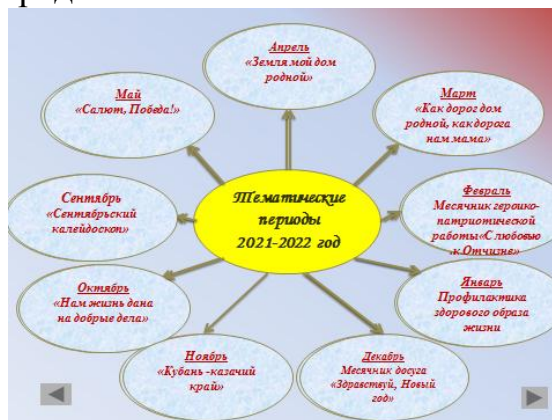 Апрель
«Земля мой дом
родной»
Май
«Салют, Победа!»
Март
«Как дорог дом
родной, как дорога
нам мама»
Сентябрь
«Сентябрьский
калейдоскоп»
Тематические
периоды
2021-2022 год
Февраль
Месячник героико-
патриотической
работы«С любовью
.к.Отчизне»
Октябрь
«Нам жизнь дана
на добрые дела»
Январь
Профилактика
здорового образа
жизни
Ноябрь
«Кубань -казачий
край»
Декабрь
Месячник досуга
«Здравствуй, Новый
год»